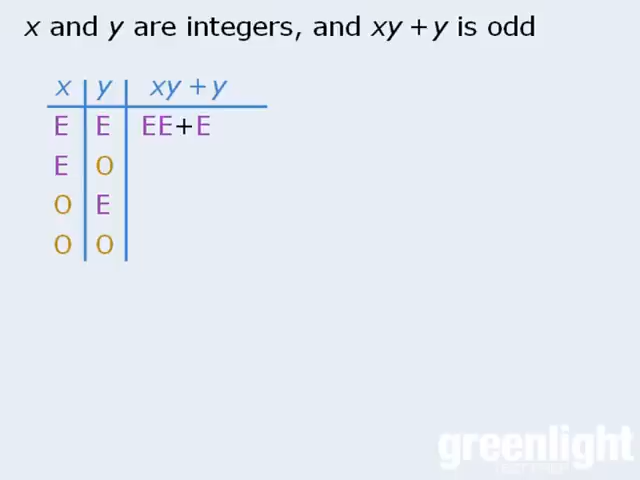 x and y are integers, and xy + y is odd
x y xy + y
E E EE+E
E O
O E
O O
greenlight